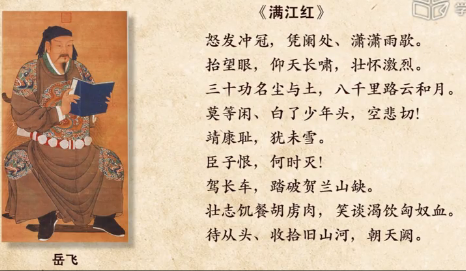 《满江红》
怒发冲冠，凭阑处、潇潇雨歇。
抬望眼，仰天长啸，壮怀激烈。
三十功名尘与土，八千里路云和月。
莫等闲、白了少年头，空悲切!
靖康耻，犹未雪。
臣子恨，何时灭!
驾长车，踏破贺兰山缺。
壮志饥餐胡虏肉，笑谈渴饮匈奴血。
待从头、收拾旧山河，朝天阙。
岳飞
学